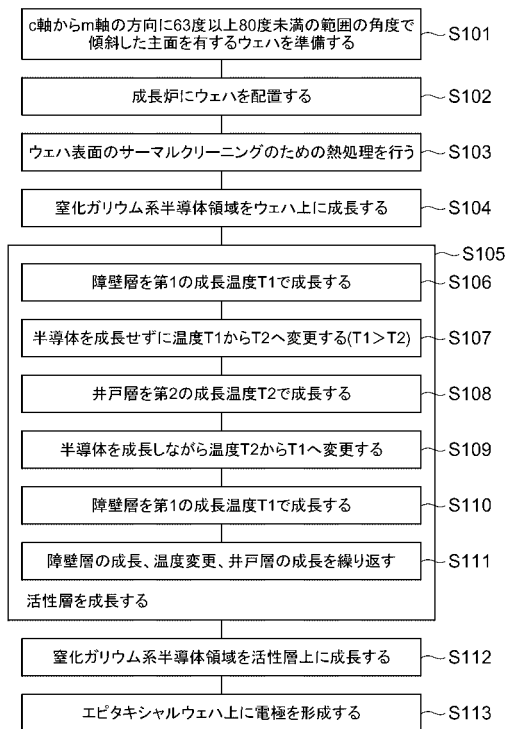 c軸からm軸の方向に63度以上80度未満の範囲の角度で
傾斜した主面を有するウェハを準備する
S101
成長炉にウェハを配置する
S102
ウェハ表面のサーマルクリーニングのための熱処理を行う
S103
窒化ガリウム系半導体領域をウェハ上に成長する
S104
S105
障壁層を第1の成長温度T1で成長する
S106
半導体を成長せずに温度T1からT2へ変更する(T1>T2)
S107
井戸層を第2の成長温度T2で成長する
S108
半導体を成長しながら温度T2からT1へ変更する
S109
障壁層を第1の成長温度T1で成長する
S110
障壁層の成長、温度変更、井戸層の成長を繰り返す
S111
活性層を成長する
窒化ガリウム系半導体領域を活性層上に成長する
S112
エピタキシャルウェハ上に電極を形成する
S113